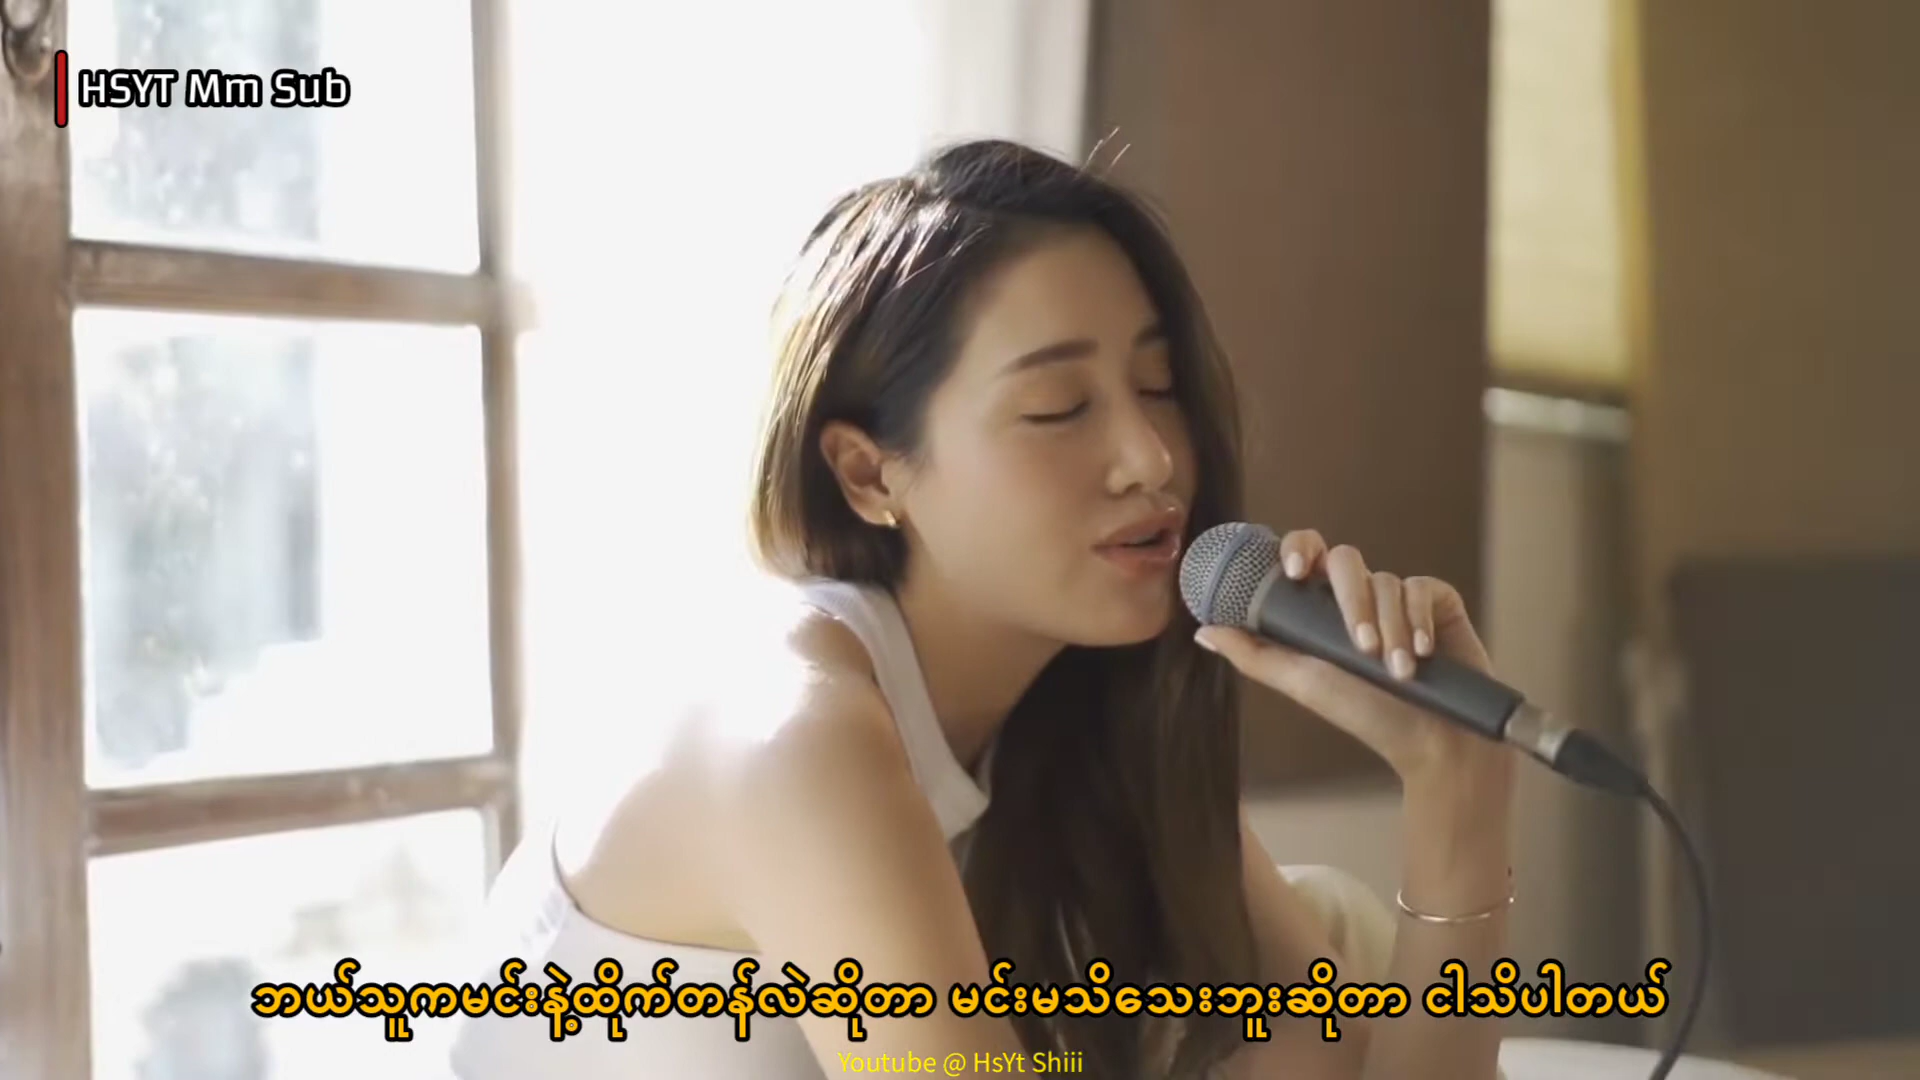 HSYT Mm Sub
ဘယ်သူကမင်းနဲ့ထိုက်တန်လဲဆိုတာ မင်းမသိသေးဘူးဆိုတာ ငါသိပါတယ်
Youtube @ HsYt Shiii